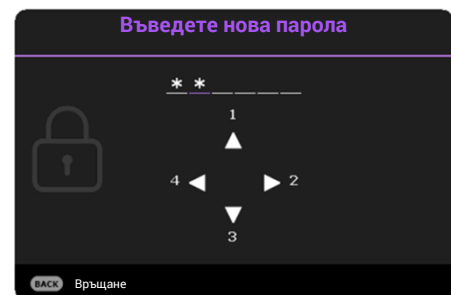 Въведете нова парола
* * _ _ _ _
1
4 2
3
BACK Връщане